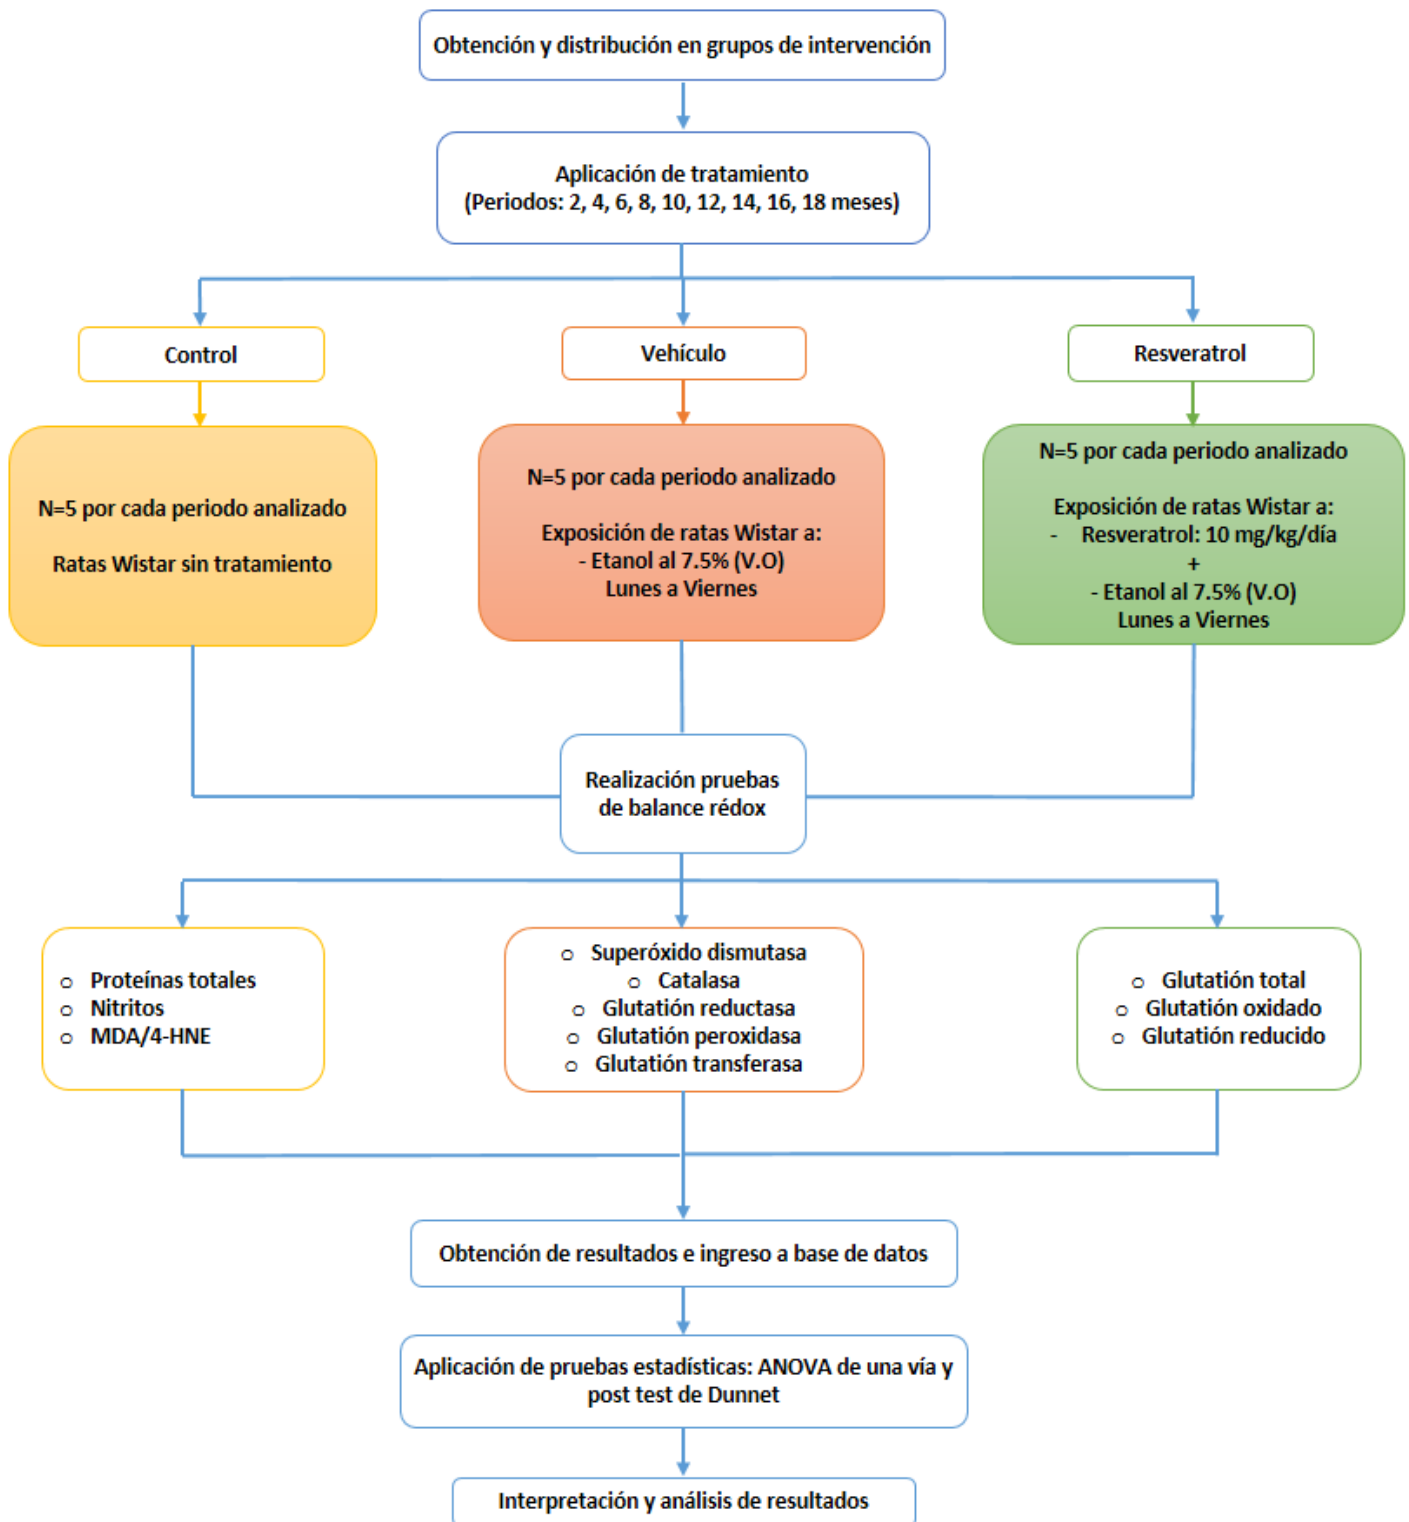 Obtención y distribución en grupos de intervención
Aplicación de tratamiento
(Periodos: 2, 4, 6, 8, 10, 12, 14, 16, 18 meses)
Control
Vehículo
Resveratrol
N=5 por cada periodo analizado
Ratas Wistar sin tratamiento
N=5 por cada periodo analizado
Exposición de ratas Wistar a:
- Etanol al 7.5% (V.O)
Lunes a Viernes
N=5 por cada periodo analizado
Exposición de ratas Wistar a:
- Resveratrol: 10 mg/kg/día
+
- Etanol al 7.5% (V.O)
Lunes a Viernes
Realización pruebas
de balance rédox
o Proteínas totales
o Nitritos
o MDA/4-HNE
o Superóxido dismutasa
o Catalasa
o Glutatión reductasa
o Glutatión peroxidasa
o Glutatión transferasa
o Glutatión total
o Glutatión oxidado
o Glutatión reducido
Obtención de resultados e ingreso a base de datos
Aplicación de pruebas estadísticas: ANOVA de una vía y
post test de Dunnet
Interpretación y análisis de resultados